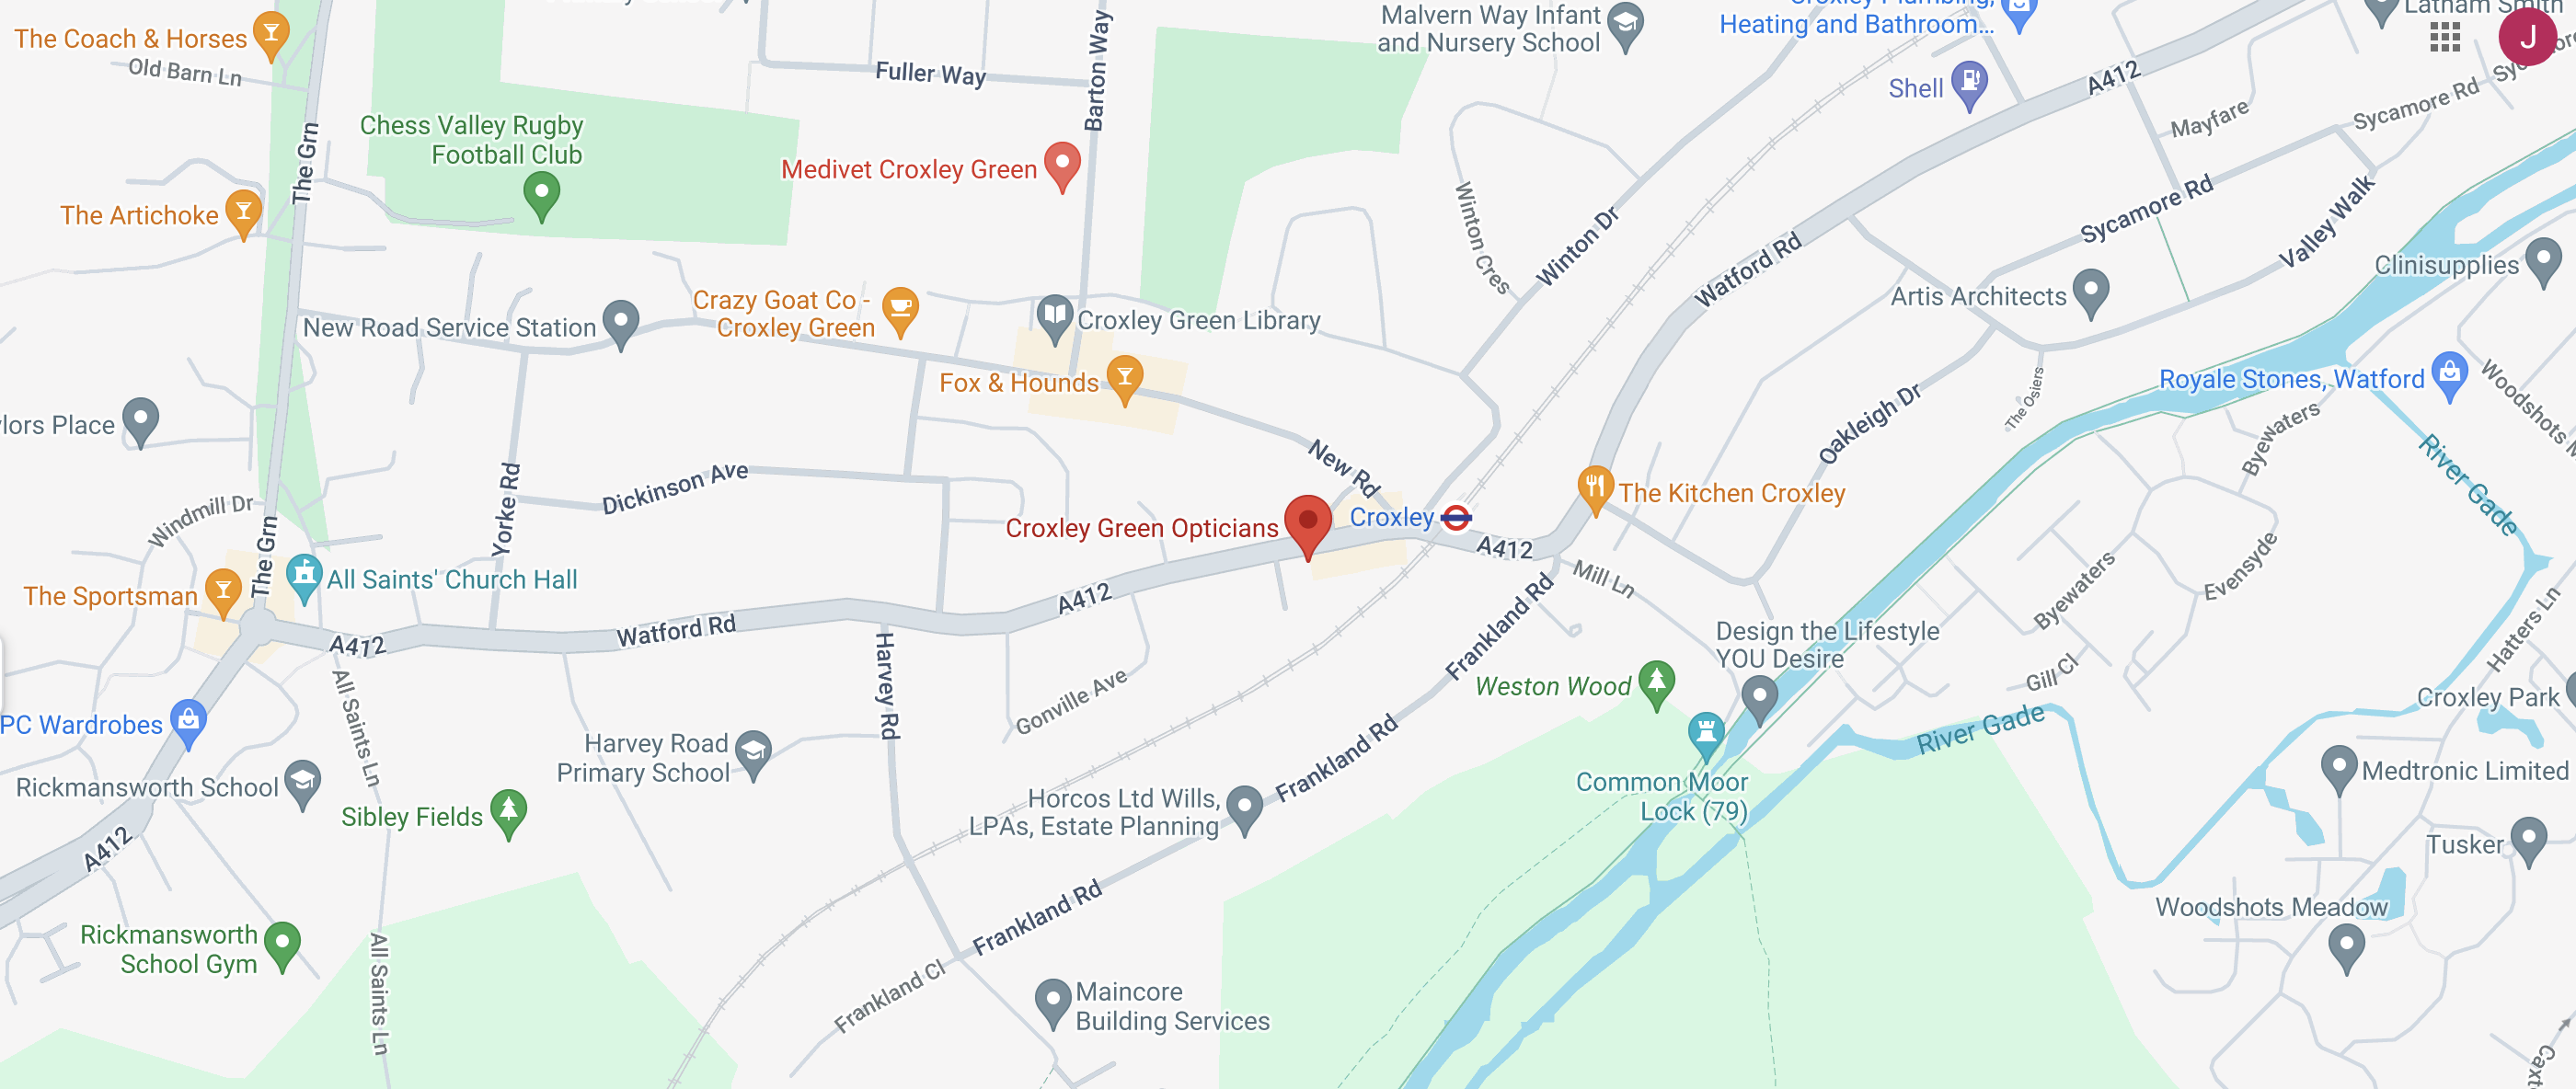 The Coach & Horses
Old Barn Ln
The Grn
Fuller Way
Barton Way
Malvern Way Infant
and Nursery School
Heating and Bathroom...
Latham Smith
J
Shell
A412
Mayfare
Sycamore Rd
Chess Valley Rugby
Football Club
Medivet Croxley Green
The Artichoke
Winton Cres
Winton Dr
Watford Rd
Sycamore Rd
Valley Walk
Clinisupplies
Artis Architects
New Road Service Station
Crazy Goat Co -
Croxley Green
Croxley Green Library
Fox & Hounds
The Osiers
Royale Stones, Watford
Woodshots M
Byewaters
River Gade
Oakleigh Dr
lors Place
New Rd
Yorke Rd
Dickinson Ave
Windmill Dr
The Grn
Croxley Green Opticians
Croxley
A412
The Kitchen Croxley
Mill Ln
The Sportsman
All Saints' Church Hall
A412
Watford Rd
A412
Harvey Rd
Gonville Ave
Frankland Rd
Design the Lifestyle
YOU Desire
Byewaters
Evensyde
Gill Cl
Hatters Ln
Croxley Park
Weston Wood
River Gade
PC Wardrobes
All Saints Ln
Harvey Road
Primary School
Rickmansworth School
Sibley Fields
A412
Horcos Ltd Wills,
LPAs, Estate Planning
Frankland Rd
Common Moor
Lock (79)
Medtronic Limited
Tusker
Woodshots Meadow
Rickmansworth
School Gym
All Saints Ln
Frankland Rd
Frankland Cl
Maincore
Building Services